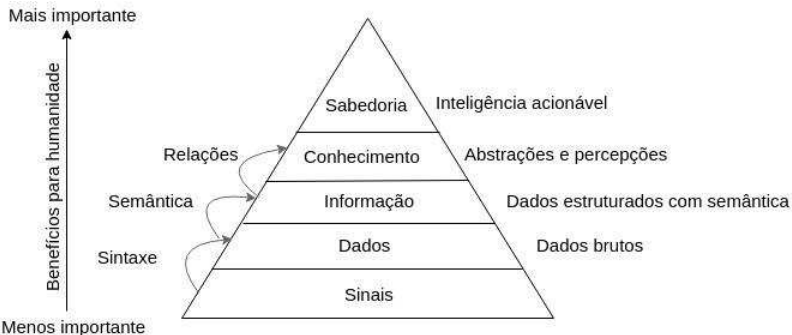 Mais importante
Benefícios para humanidade
Sabedoria
Inteligência acionável
Relações
Conhecimento
Abstrações e percepções
Semântica
Informação
Dados estruturados com semântica
Sintaxe
Dados
Dados brutos
Sinais
Menos importante